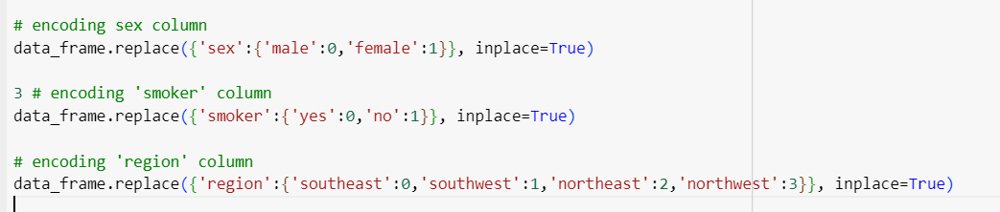 # encoding sex column
data_frame.replace({'sex':{'male':0,'female':1}}, inplace=True)
3 # encoding 'smoker' column
data_frame.replace({'smoker':{'yes':0,'no':1}}, inplace=True)
# encoding 'region' column
data_frame.replace({'region':{'southeast':0,'southwest':1,'northeast':2,'northwest':3}}, inplace=True)